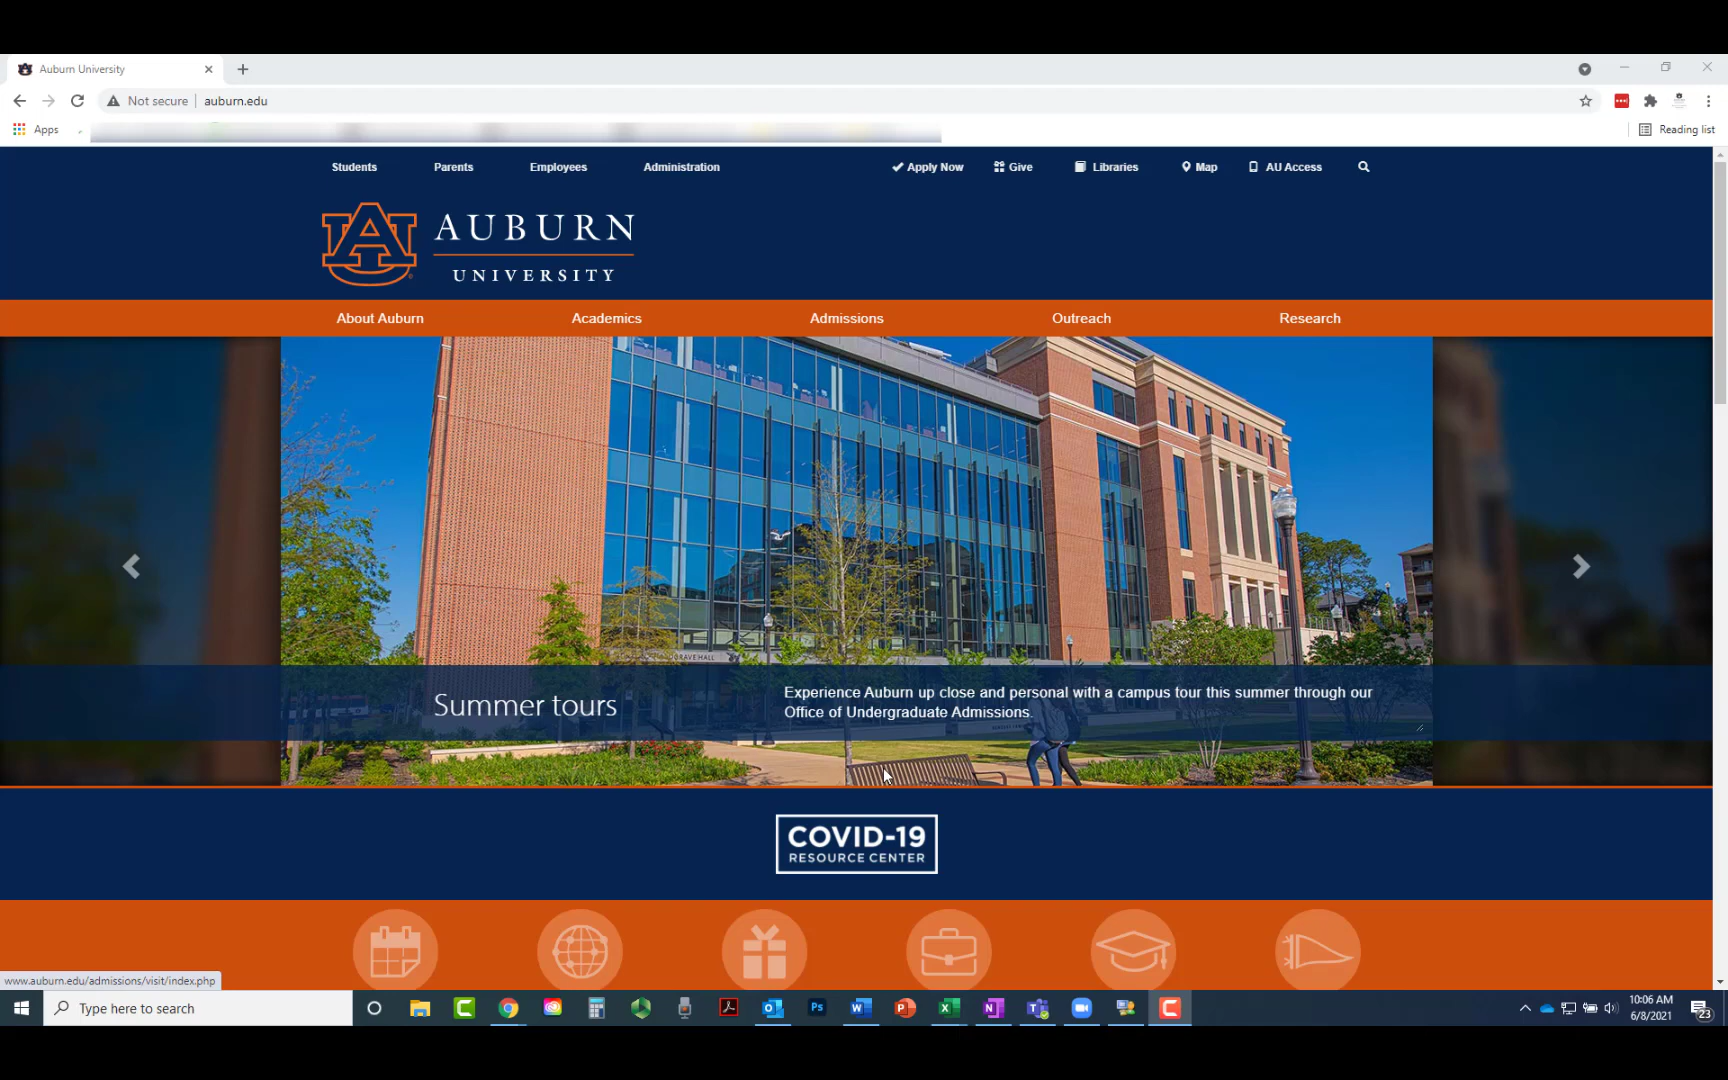 Auburn University
Not secure auburn.edu
Apps Reading list
Students Parents Employees Administration Apply Now Give Libraries Map AU Access
AUBURN
UNIVERSITY
About Auburn Academics Admissions Outreach Research
GRAVE HALL
Summer tours
Experience Auburn up close and personal with a campus tour this summer through our
Office of Undergraduate Admissions.
COVID-19
RESOURCE CENTER
www.auburn.edu/admissions/visit/index.php
Type here to search
10:06 AM
6/8/2021
23